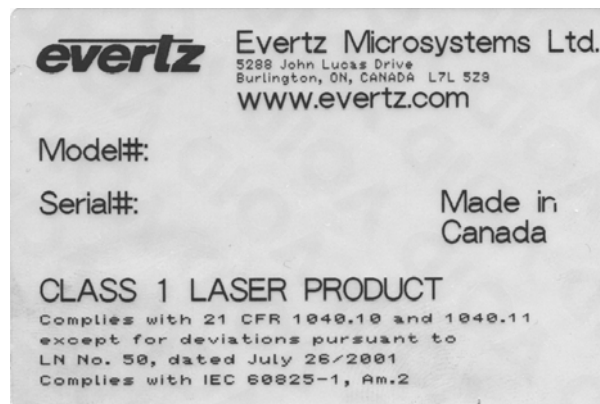 evertz
Evertz Microsystems Ltd.
5288 John Lucas Drive
Burlington, ON, CANADA L7L 5Z9
www.evertz.com
Model#:
Serial#:
Made in
Canada
CLASS 1 LASER PRODUCT
Complies with 21 CFR 1040.10 and 1040.11
except for deviations pursuant to
LN No. 50, dated July 26/2001
Complies with IEC 60825-1, Am.2